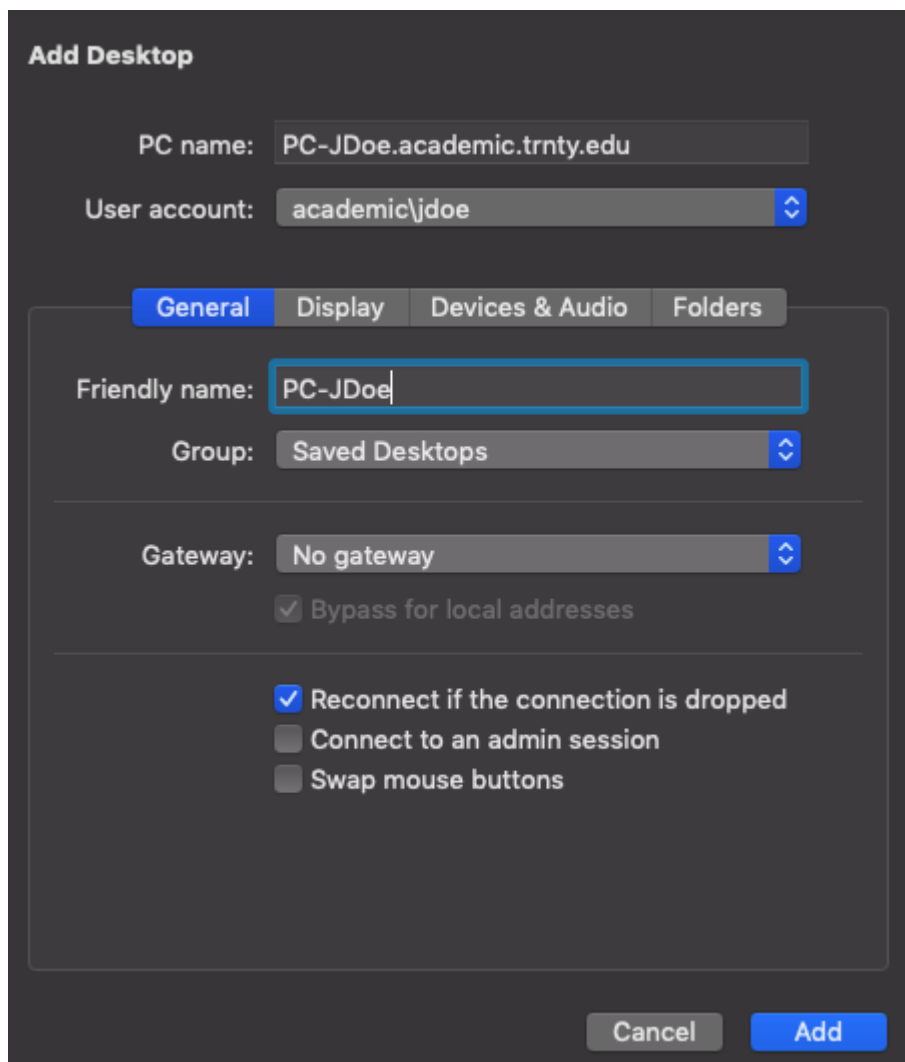 Add Desktop
PC name: PC-JDoe.academic.trnty.edu
User account: academic\jdoe
General Display Devices & Audio Folders
Friendly name: PC-JDoe
Group: Saved Desktops
Gateway: No gateway
Bypass for local addresses
Reconnect if the connection is dropped
Connect to an admin session
Swap mouse buttons
Cancel Add